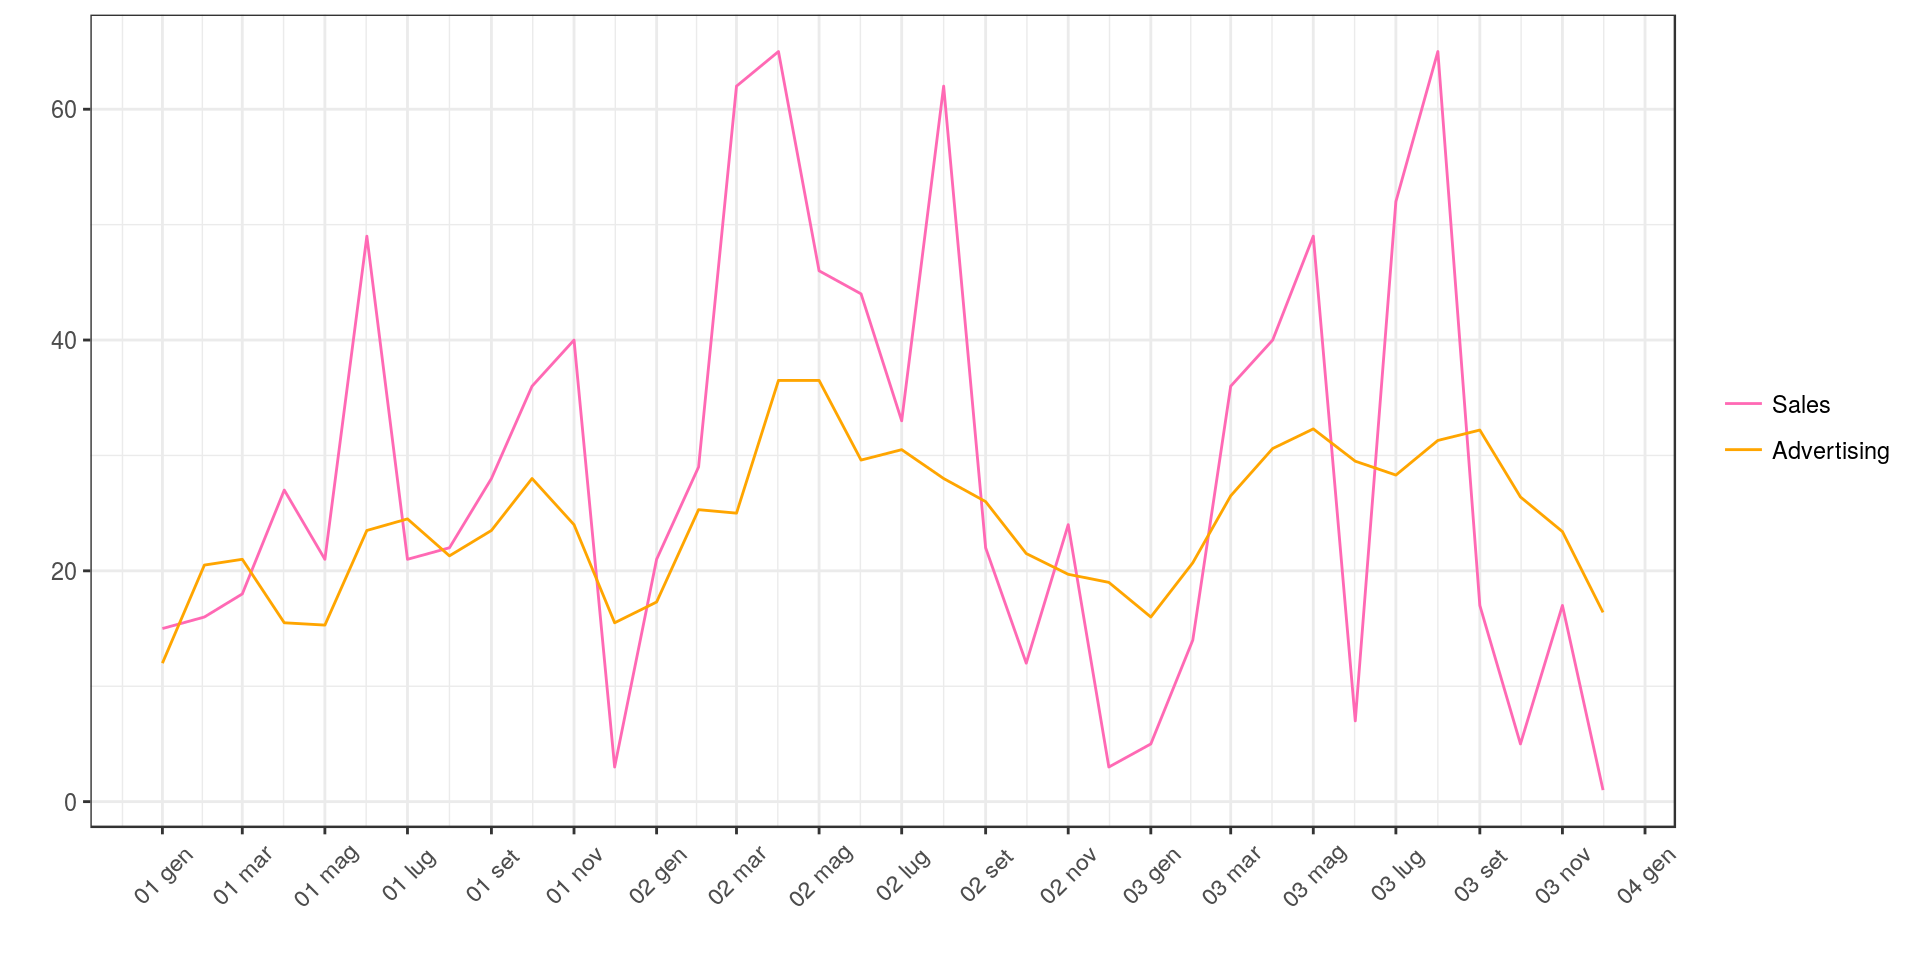 60
40
20
0
01 gen
01 mar
01 mag
01 lug
01 set
01 nov
02 gen
02 mar
02 mag
02 lug
02 set
02 nov
03 gen
03 mar
03 mag
03 lug
03 set
03 nov
04 gen
Sales
Advertising